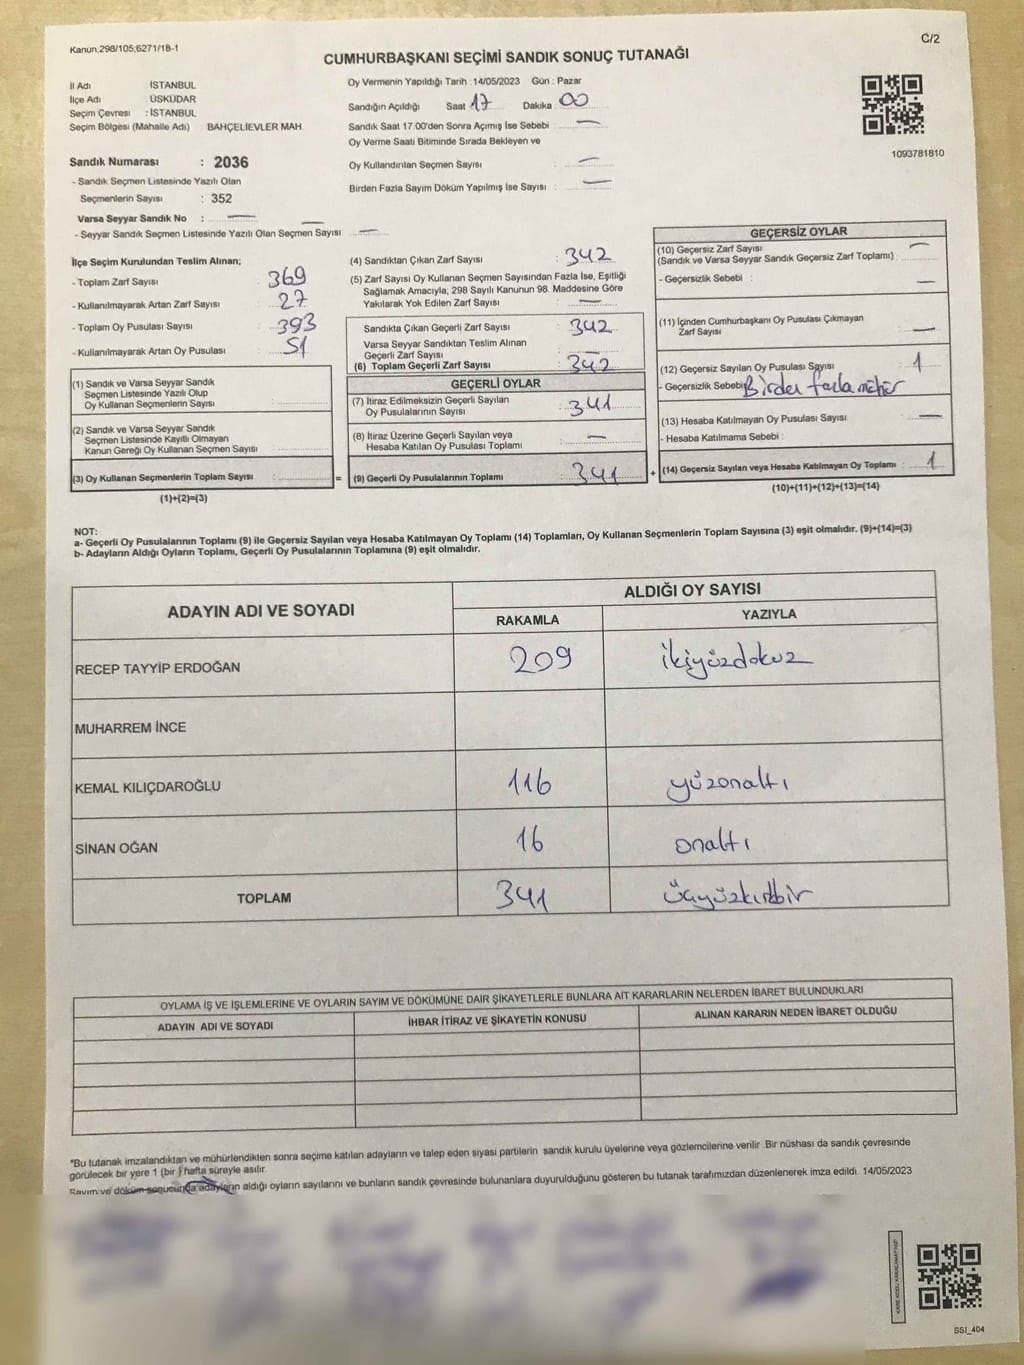 Kanun,298/105,6271/18-1
C/2
CUMHURBAŞKANI SEÇİMİ SANDIK SONUÇ TUTANAĞI
İl Adı İSTANBUL
İlçe Adı ÜSKÜDAR
Seçim Çevresi : İSTANBUL
Seçim Bölgesi (Mahalle Adı) BAHÇELİEVLER MAH
Sandık Numarası : 2036
- Sandık Seçmen Listesinde Yazılı Olan
Seçmenlerin Sayısı : 352
Varsa Seyyar Sandık No : —
- Seyyar Sandık Seçmen Listesinde Yazılı Olan Seçmen Sayısı —
Oy Vermenin Yapıldığı Tarih : 14/05/2023 Gün : Pazar
Sandığın Açıldığı Saat 17 Dakika 00
Sandık Saat 17:00'den Sonra Açımış İse Sebebi : —
Oy Verme Saati Bitiminde Sırada Bekleyen ve
Oy Kullandırılan Seçmen Sayısı : —
Birden Fazla Sayım Döküm Yapılmış İse Sayısı : —
1093781810
İlçe Seçim Kurulundan Teslim Alınan;
- Toplam Zarf Sayısı : 369
- Kullanılmayarak Artan Zarf Sayısı : 27
- Toplam Oy Pusulası Sayısı : 393
- Kullanılmayarak Artan Oy Pusulası : 51
(1) Sandık ve Varsa Seyyar Sandık
Seçmen Listesinde Yazılı Olup
Oy Kullanan Seçmenlerin Sayısı :
(2) Sandık ve Varsa Seyyar Sandık
Seçmen Listesinde Kayıtlı Olmayan
Kanun Gereği Oy Kullanan Seçmen Sayısı :
(3) Oy Kullanan Seçmenlerin Toplam Sayısı :
(1)+(2)=(3)
(4) Sandıktan Çıkan Zarf Sayısı : 342
(5) Zarf Sayısı Oy Kullanan Seçmen Sayısından Fazla İse, Eşitliği
Sağlamak Amacıyla, 298 Sayılı Kanunun 98. Maddesine Göre
Yakılarak Yok Edilen Zarf Sayısı : —
Sandıkta Çıkan Geçerli Zarf Sayısı : 342
Varsa Seyyar Sandıktan Teslim Alınan
Geçerli Zarf Sayısı : —
(6) Toplam Geçerli Zarf Sayısı : 342
GEÇERLİ OYLAR
(7) İtiraz Edilmeksizin Geçerli Sayılan
Oy Pusulalarının Sayısı : 341
(8) İtiraz Üzerine Geçerli Sayılan veya
Hesaba Katılan Oy Pusulası Toplamı : —
= (9) Geçerli Oy Pusulalarının Toplamı : 341 +
GEÇERSİZ OYLAR
(10) Geçersiz Zarf Sayısı
(Sandık ve Varsa Seyyar Sandık Geçersiz Zarf Toplamı) : —
- Geçersizlik Sebebi : —
(11) İçinden Cumhurbaşkanı Oy Pusulası Çıkmayan
Zarf Sayısı : —
(12) Geçersiz Sayılan Oy Pusulası Sayısı : 1
- Geçersizlik Sebebi : Birden fazla mühür
(13) Hesaba Katılmayan Oy Pusulası Sayısı : —
- Hesaba Katılmama Sebebi :
(14) Geçersiz Sayılan veya Hesaba Katılmayan Oy Toplamı : 1
(10)+(11)+(12)+(13)=(14)
NOT:
a- Geçerli Oy Pusulalarının Toplamı (9) ile Geçersiz Sayılan veya Hesaba Katılmayan Oy Toplamı (14) Toplamları, Oy Kullanan Seçmenlerin Toplam Sayısına (3) eşit olmalıdır. (9)+(14)=(3)
b- Adayların Aldığı Oyların Toplamı, Geçerli Oy Pusulalarının Toplamına (9) eşit olmalıdır.
ADAYIN ADI VE SOYADI
ALDIĞI OY SAYISI
RAKAMLA YAZIYLA
RECEP TAYYİP ERDOĞAN 209 ikiyüzdokuz
MUHARREM İNCE
KEMAL KILIÇDAROĞLU 116 yüzonaltı
SİNAN OĞAN 16 onaltı
TOPLAM 341 üçyüzkırkbir
OYLAMA İŞ VE İŞLEMLERİNE VE OYLARIN SAYIM VE DÖKÜMÜNE DAİR ŞİKAYETLERLE BUNLARA AİT KARARLARIN NELERDEN İBARET BULUNDUKLARI
ADAYIN ADI VE SOYADI İHBAR İTİRAZ VE ŞİKAYETİN KONUSU ALINAN KARARIN NEDEN İBARET OLDUĞU
*Bu tutanak imzalandıktan ve mühürlendikten sonra seçime katılan adayların ve talep eden siyasi partilerin sandık kurulu üyelerine veya gözlemcilerine verilir .Bir nüshası da sandık çevresinde
görülecek bir yere 1 (bir ) hafta süreyle asılır.
Sayım ve döküm sonucunda adayların aldığı oyların sayılarını ve bunların sandık çevresinde bulunanlara duyurulduğunu gösteren bu tutanak tarafımızdan düzenlenerek imza edildi. 14/05/2023
SSI_404